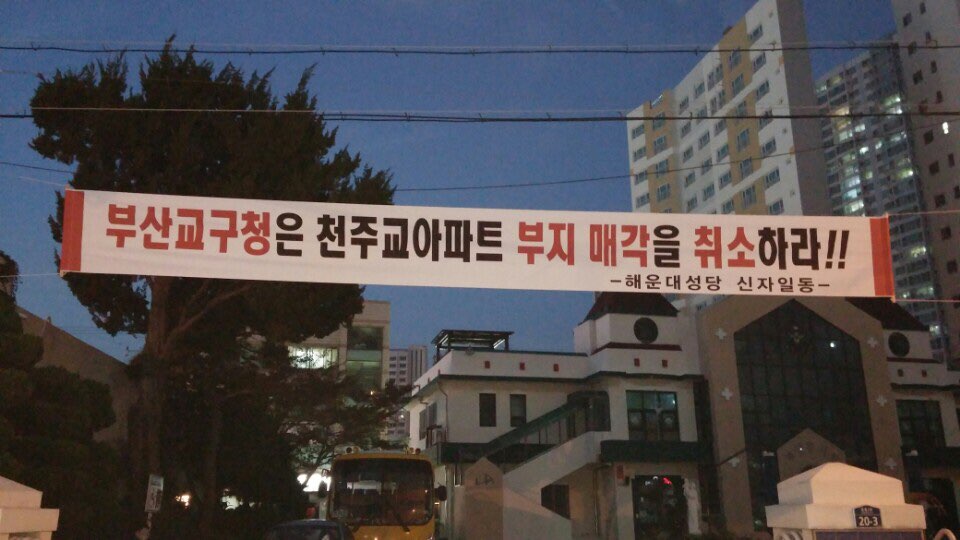 부산교구청은 천주교아파트 부지 매각을 취소하라!!
-해운대성당 신자일동-
20-3